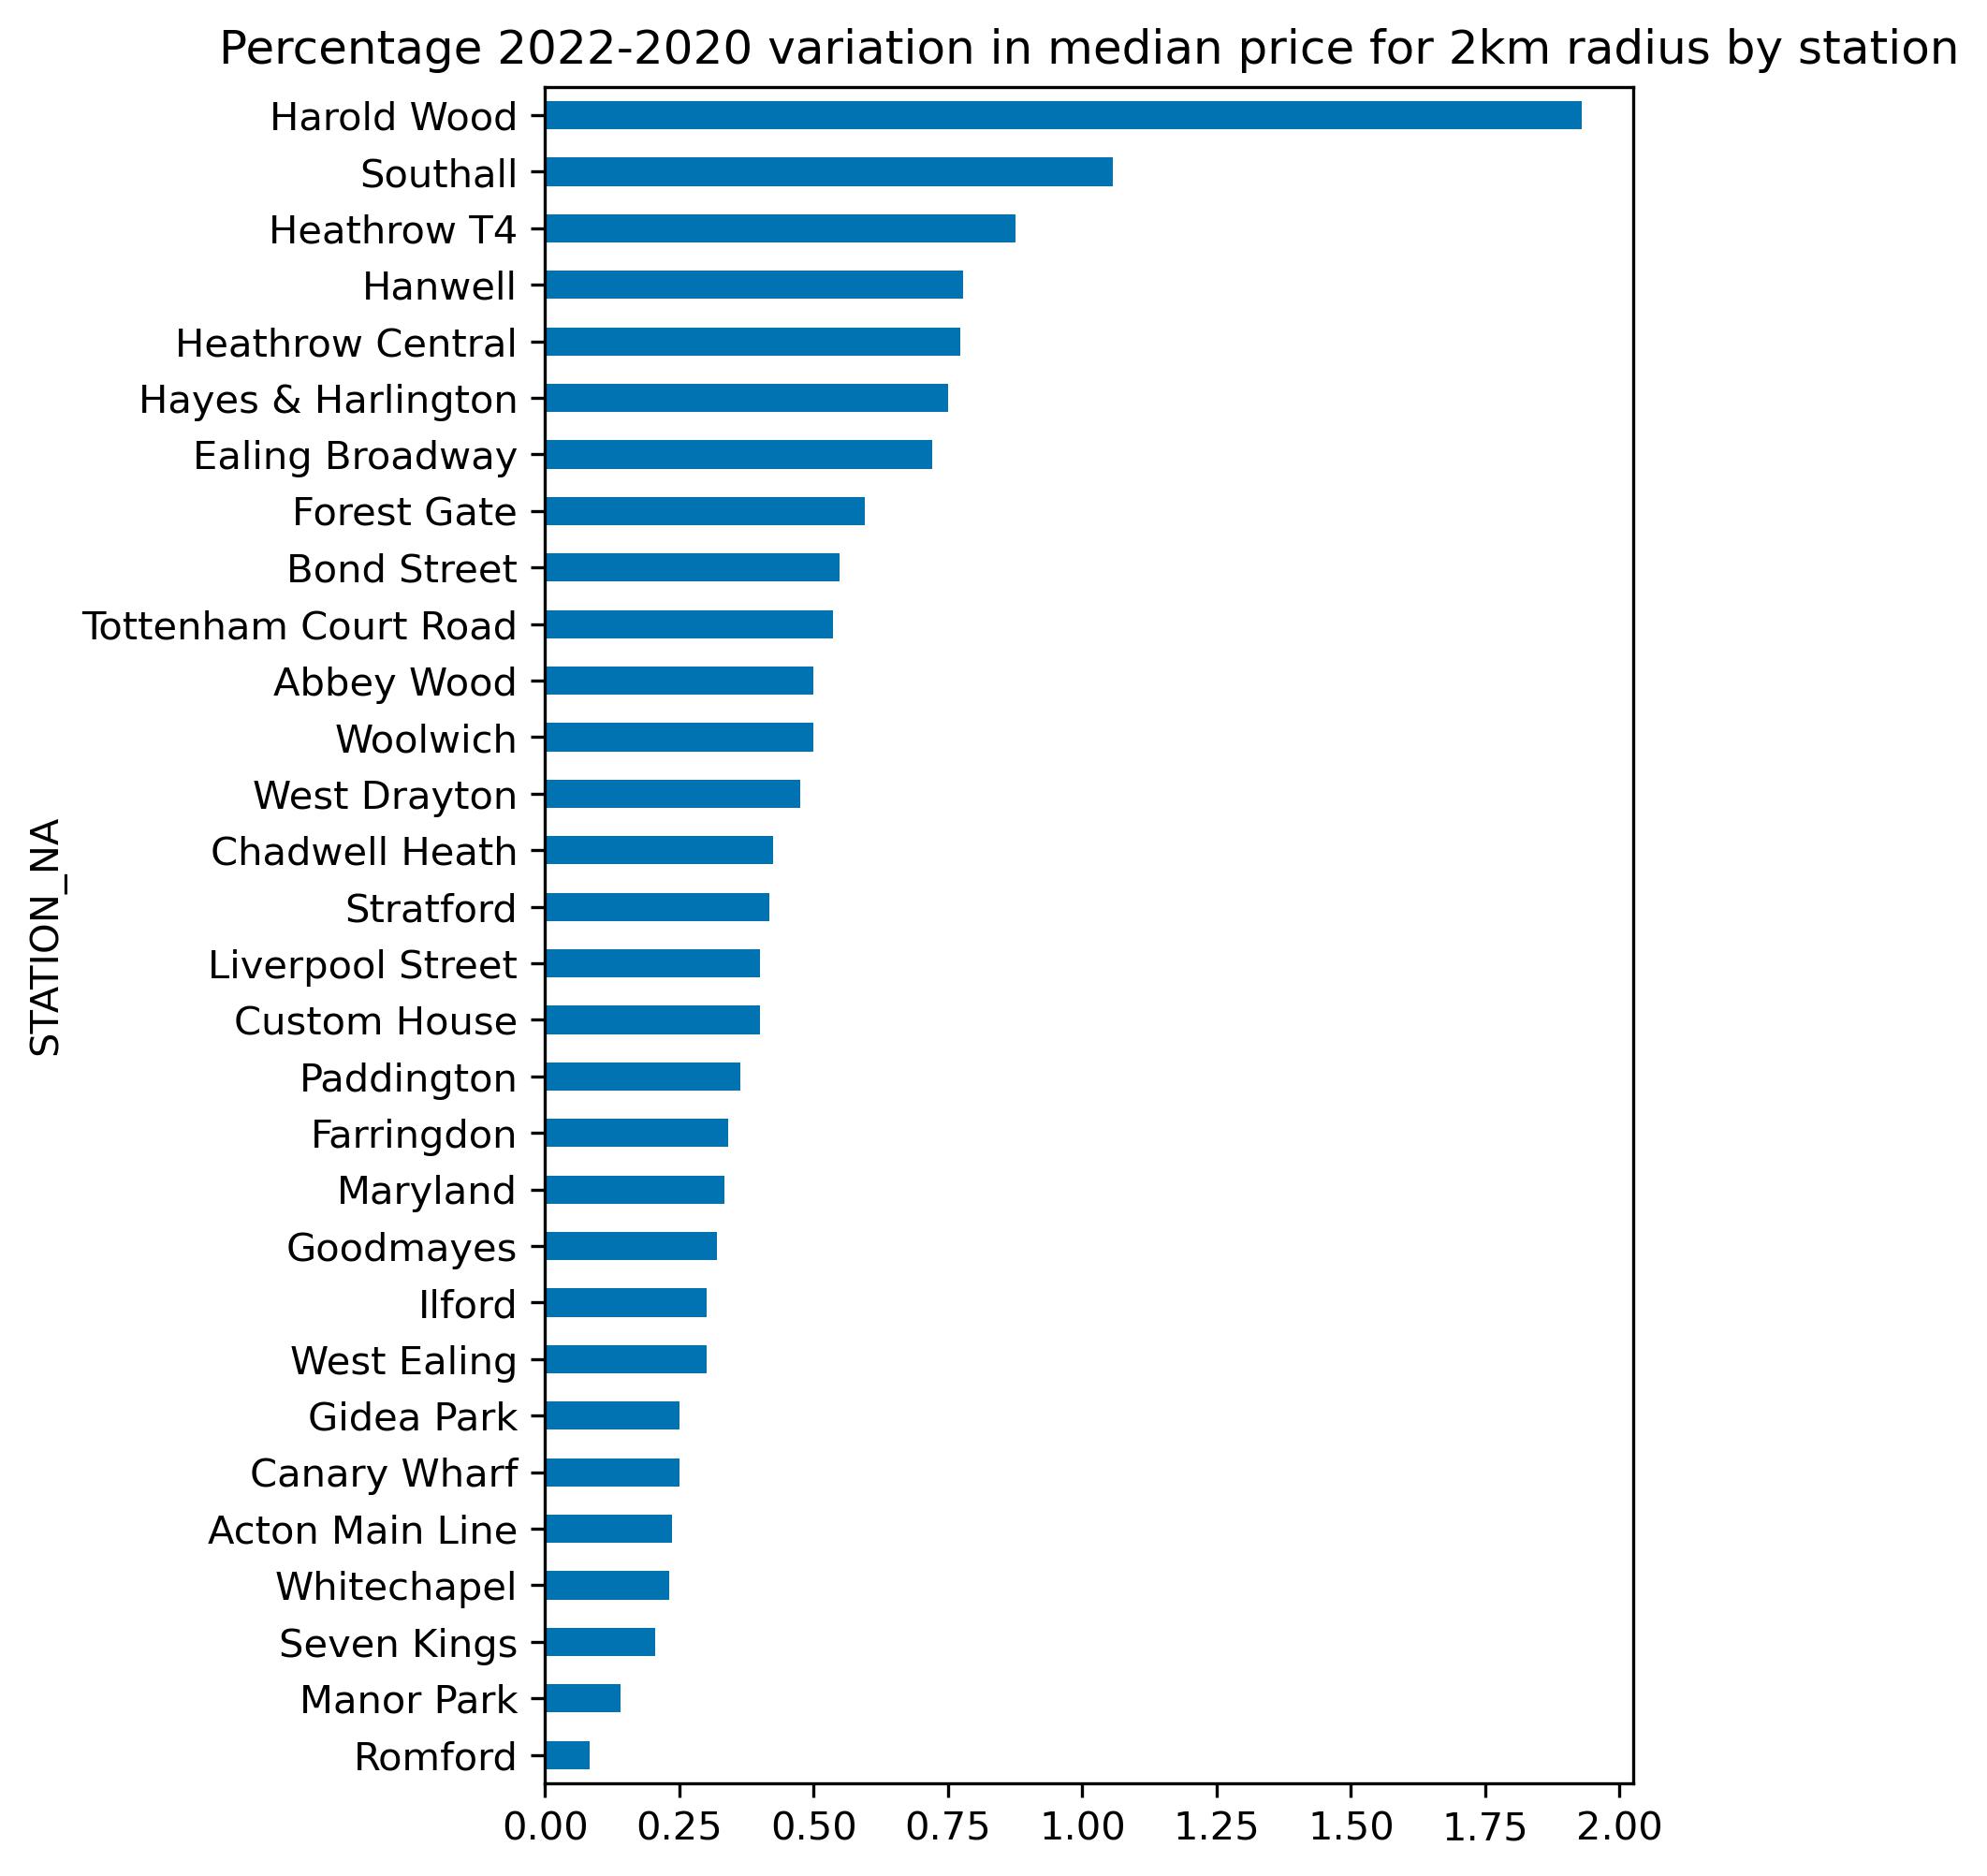 Percentage 2022-2020 variation in median price for 2km radius by station
Harold Wood
Southall
Heathrow T4
Hanwell
Heathrow Central
Hayes & Harlington
Ealing Broadway
Forest Gate
Bond Street
Tottenham Court Road
Abbey Wood
Woolwich
West Drayton
Chadwell Heath
Stratford
Liverpool Street
Custom House
Paddington
Farringdon
Maryland
Goodmayes
Ilford
West Ealing
Gidea Park
Canary Wharf
Acton Main Line
Whitechapel
Seven Kings
Manor Park
Romford
STATION_NA
0.00 0.25 0.50 0.75 1.00 1.25 1.50 1.75 2.00